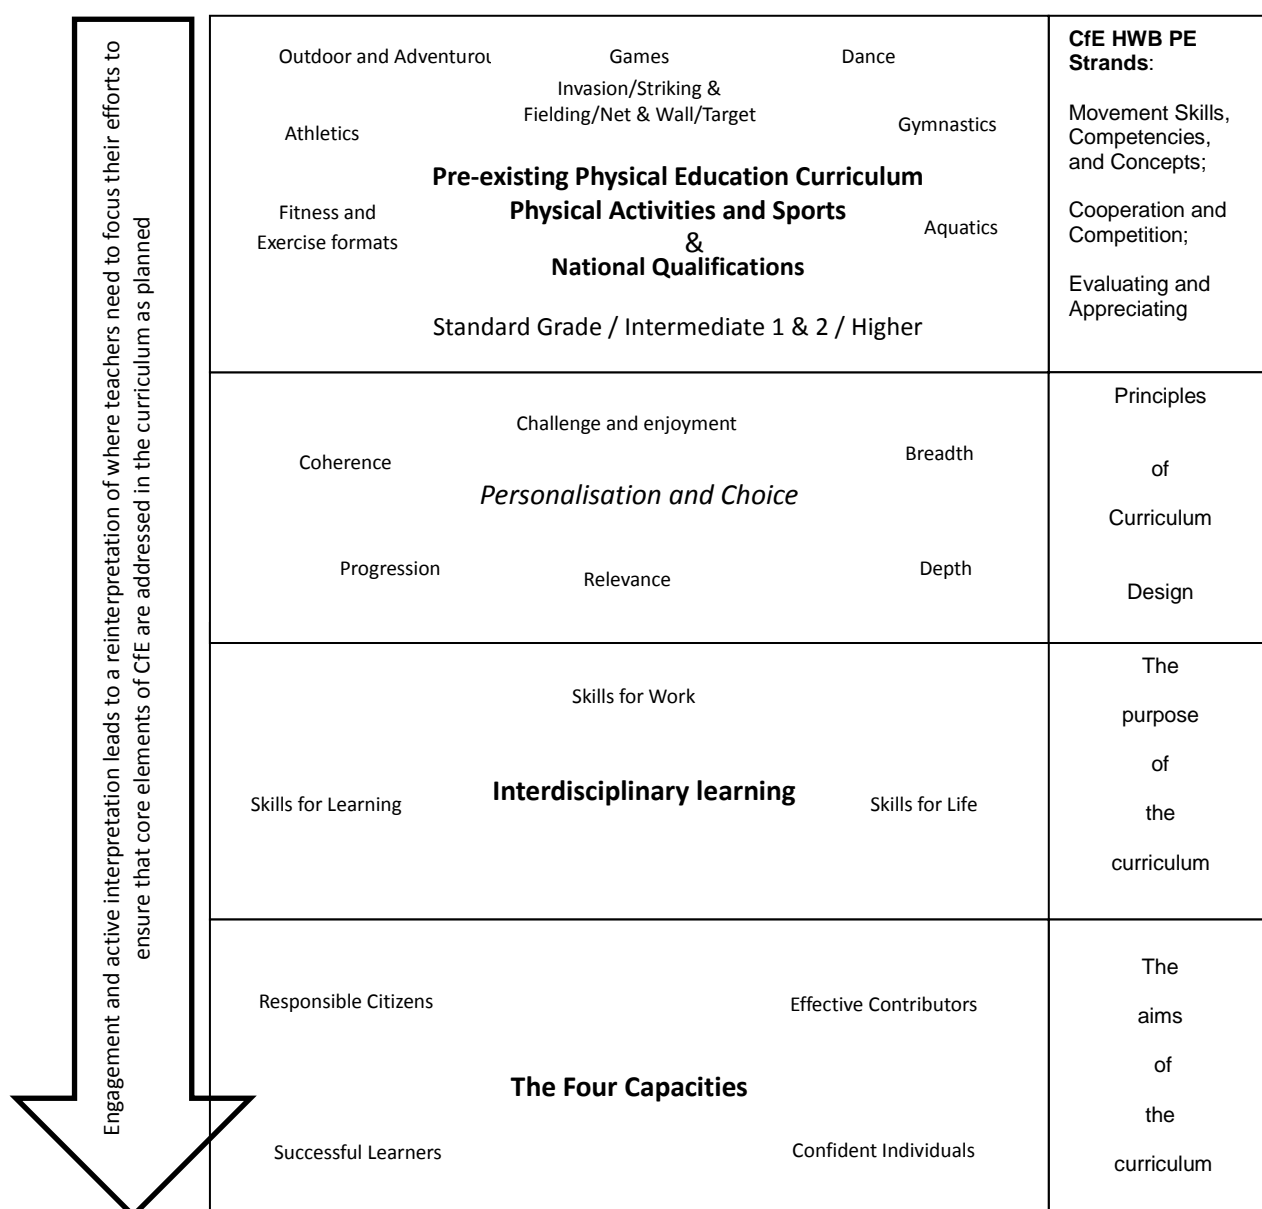 Engagement and active interpretation leads to a reinterpretation of where teachers need to focus their efforts to
ensure that core elements of CfE are addressed in the curriculum as planned
Outdoor and Adventurou
Games
Dance
Invasion/Striking &
Fielding/Net & Wall/Target
Athletics
Gymnastics
Pre-existing Physical Education Curriculum
Physical Activities and Sports
&
National Qualifications
Fitness and
Exercise formats
Aquatics
Standard Grade / Intermediate 1 & 2 / Higher
CfE HWB PE
Strands:
Movement Skills,
Competencies,
and Concepts;
Cooperation and
Competition;
Evaluating and
Appreciating
Challenge and enjoyment
Coherence
Breadth
Personalisation and Choice
Progression
Relevance
Depth
Principles
of
Curriculum
Design
Skills for Work
Interdisciplinary learning
Skills for Learning
Skills for Life
The
purpose
of
the
curriculum
Responsible Citizens
Effective Contributors
The Four Capacities
Successful Learners
Confident Individuals
The
aims
of
the
curriculum